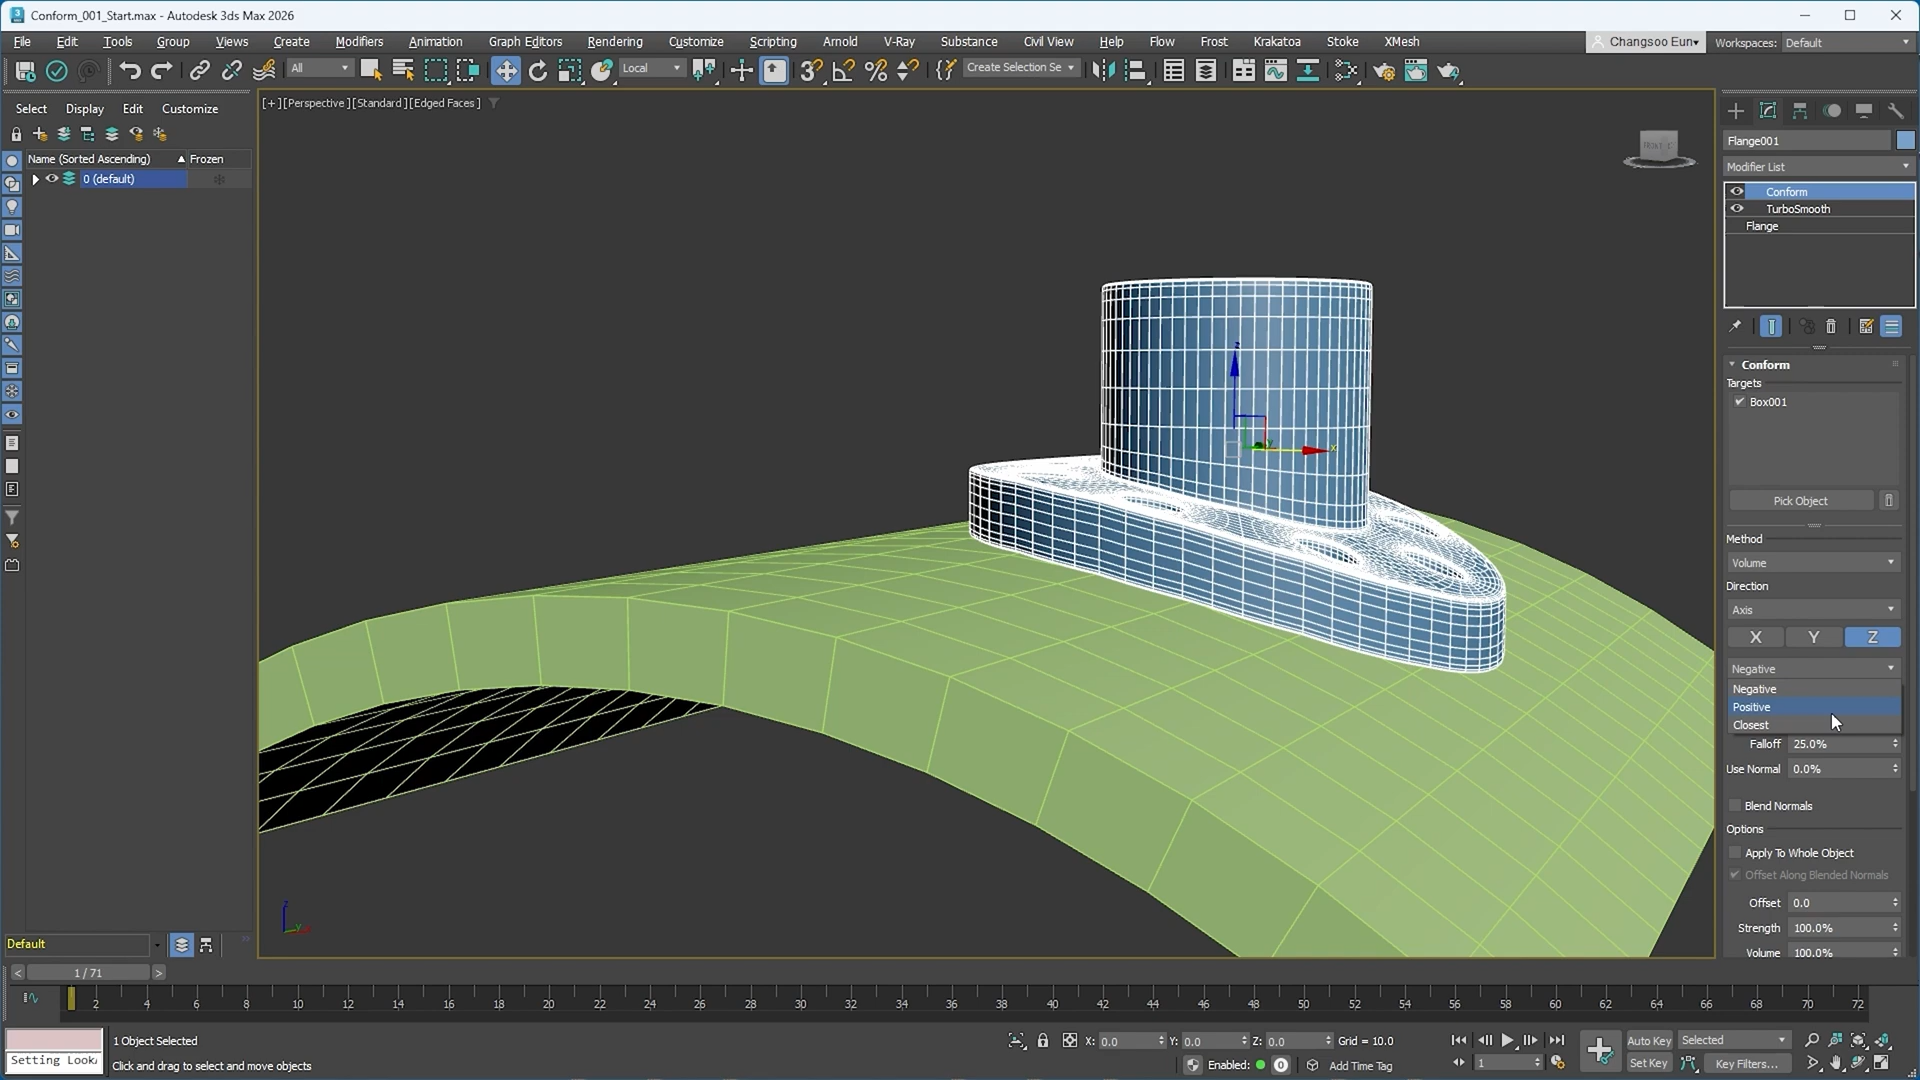 Conform_001_Start.max - Autodesk 3ds Max 2026
File Edit Tools Group Views Create Modifiers Animation Graph Editors Rendering Customize Scripting Arnold V-Ray Substance Civil View Help Flow Frost Krakatoa Stoke XMesh
Changsoo Eun
Workspaces: Default
All
Local
Create Selection Se
Select Display Edit Customize
Name (Sorted Ascending) Frozen
0 (default)
[+][Perspective][Standard][Edged Faces]
z
x
y
Flange001
Modifier List
Conform
TurboSmooth
Flange
Conform
Targets
Box001
Pick Object
Method
Volume
Direction
Axis
X Y Z
Negative
Negative
Positive
Closest
Falloff 25.0%
Use Normal 0.0%
Blend Normals
Options
Apply To Whole Object
Offset Along Blended Normals
Offset 0.0
Strength 100.0%
Volume 100.0%
Default
< 1 / 71 >
2 4 6 8 10 12 14 16 18 20 22 24 26 28 30 32 34 36 38 40 42 44 46 48 50 52 54 56 58 60 62 64 66 68 70 72
1 Object Selected
X: 0.0 Y: 0.0 Z: 0.0 Grid = 10.0
Auto Key Selected
Setting Look
Click and drag to select and move objects
Enabled: 0 Add Time Tag
1
Set Key Key Filters...